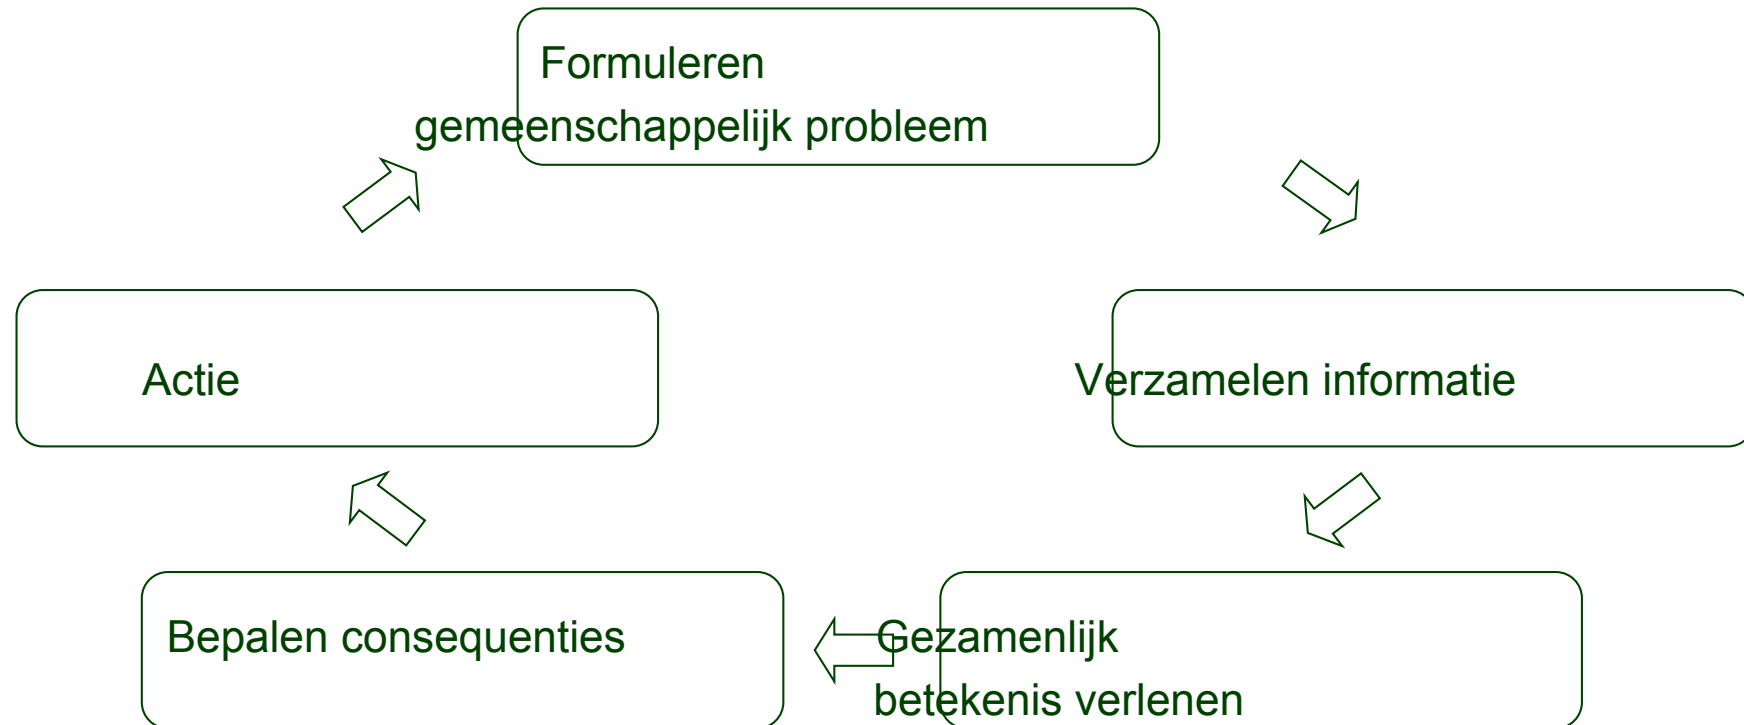 Formuleren
gemeenschappelijk probleem
Actie
Verzamelen informatie
Bepalen consequenties
Gezamenlijk
betekenis verlenen